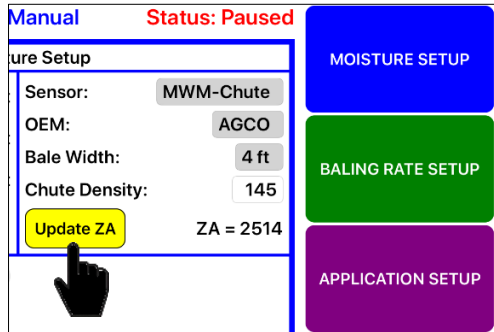 Manual Status: Paused
ure Setup
Sensor: MWM-Chute
OEM: AGCO
Bale Width: 4 ft
Chute Density: 145
Update ZA ZA = 2514
MOISTURE SETUP
BALING RATE SETUP
APPLICATION SETUP